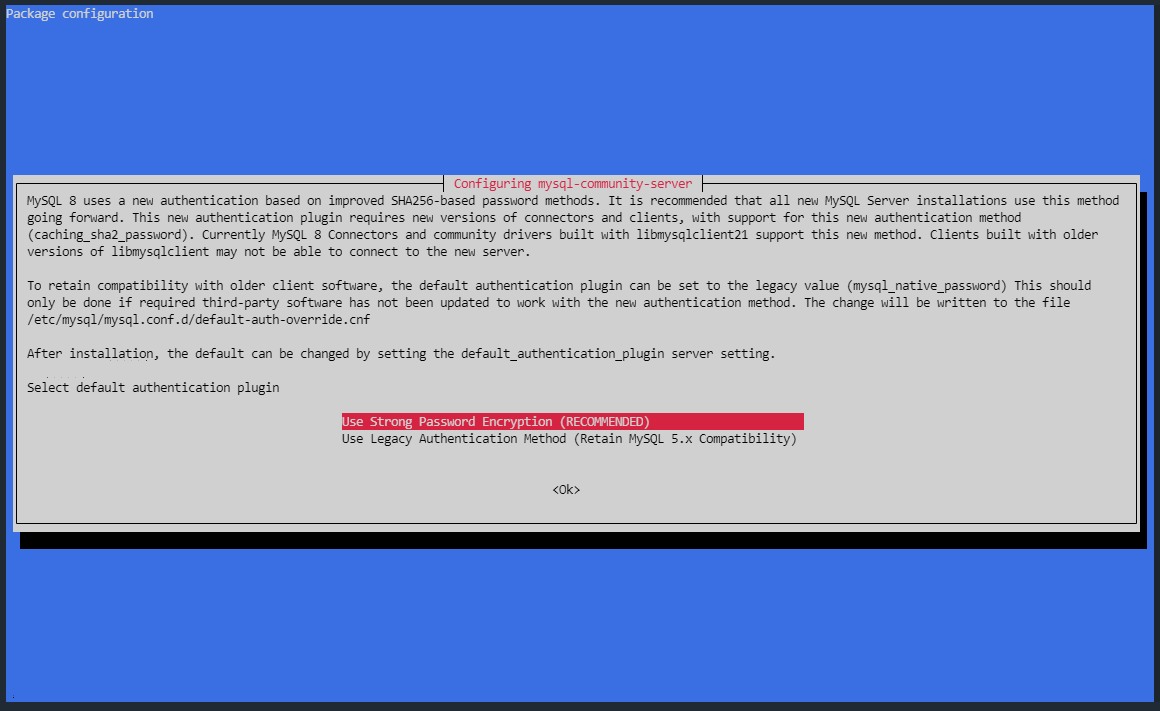 Package configuration
Configuring mysql-community-server
MySQL 8 uses a new authentication based on improved SHA256-based password methods. It is recommended that all new MySQL Server installations use this method
going forward. This new authentication plugin requires new versions of connectors and clients, with support for this new authentication method
(caching_sha2_password). Currently MySQL 8 Connectors and community drivers built with libmysqlclient21 support this new method. Clients built with older
versions of libmysqlclient may not be able to connect to the new server.
To retain compatibility with older client software, the default authentication plugin can be set to the legacy value (mysql_native_password) This should
only be done if required third-party software has not been updated to work with the new authentication method. The change will be written to the file
/etc/mysql/mysql.conf.d/default-auth-override.cnf
After installation, the default can be changed by setting the default_authentication_plugin server setting.
Select default authentication plugin
Use Strong Password Encryption (RECOMMENDED)
Use Legacy Authentication Method (Retain MySQL 5.x Compatibility)
<Ok>